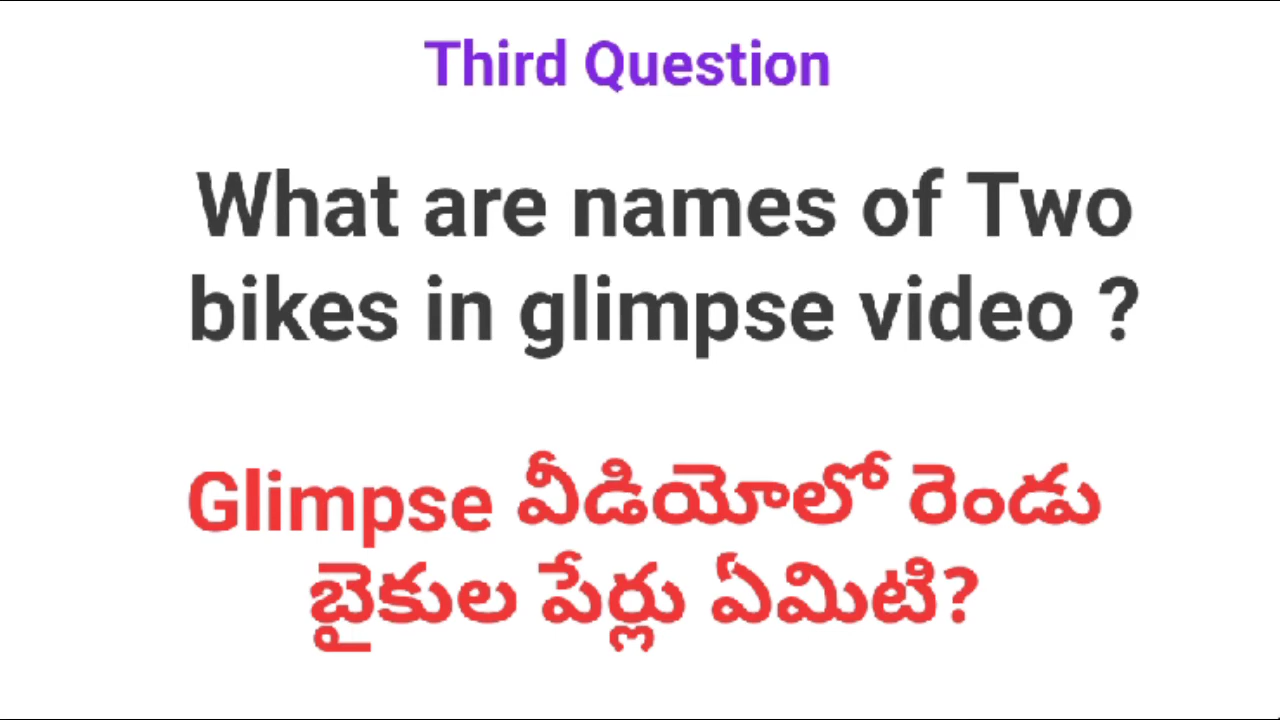 Third Question
What are names of Two
bikes in glimpse video ?
Glimpse వీడియోలో రెండు
బైకుల పేర్లు ఏమిటి?